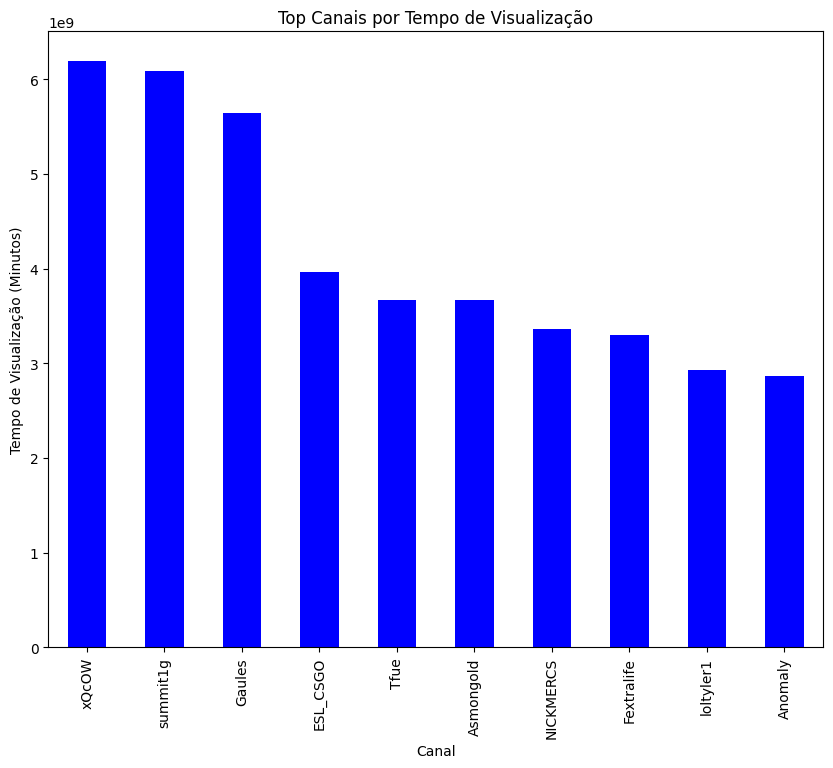 Top Canais por Tempo de Visualização
1e9
6
5
4
3
2
1
0
Tempo de Visualização (Minutos)
xQcOW
summit1g
Gaules
ESL_CSGO
Tfue
Asmongold
NICKMERCS
Fextralife
loltyler1
Anomaly
Canal